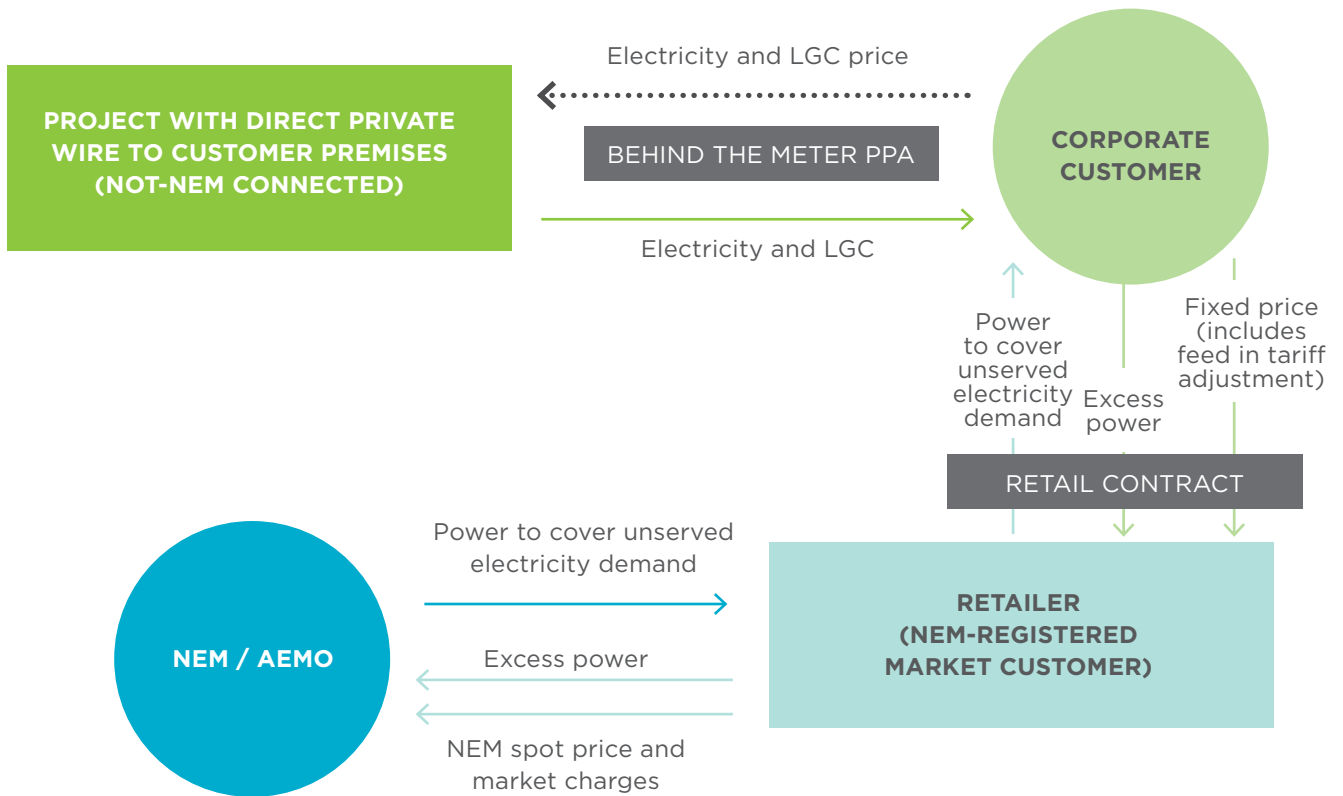 Electricity and LGC price
PROJECT WITH DIRECT PRIVATE
WIRE TO CUSTOMER PREMISES
(NOT-NEM CONNECTED)
BEHIND THE METER PPA
CORPORATE
CUSTOMER
Electricity and LGC
Power
to cover
unserved
electricity
demand
Excess
power
Fixed price
(includes
feed in tariff
adjustment)
RETAIL CONTRACT
Power to cover unserved
electricity demand
NEM / AEMO
Excess power
NEM spot price and
market charges
RETAILER
(NEM-REGISTERED
MARKET CUSTOMER)